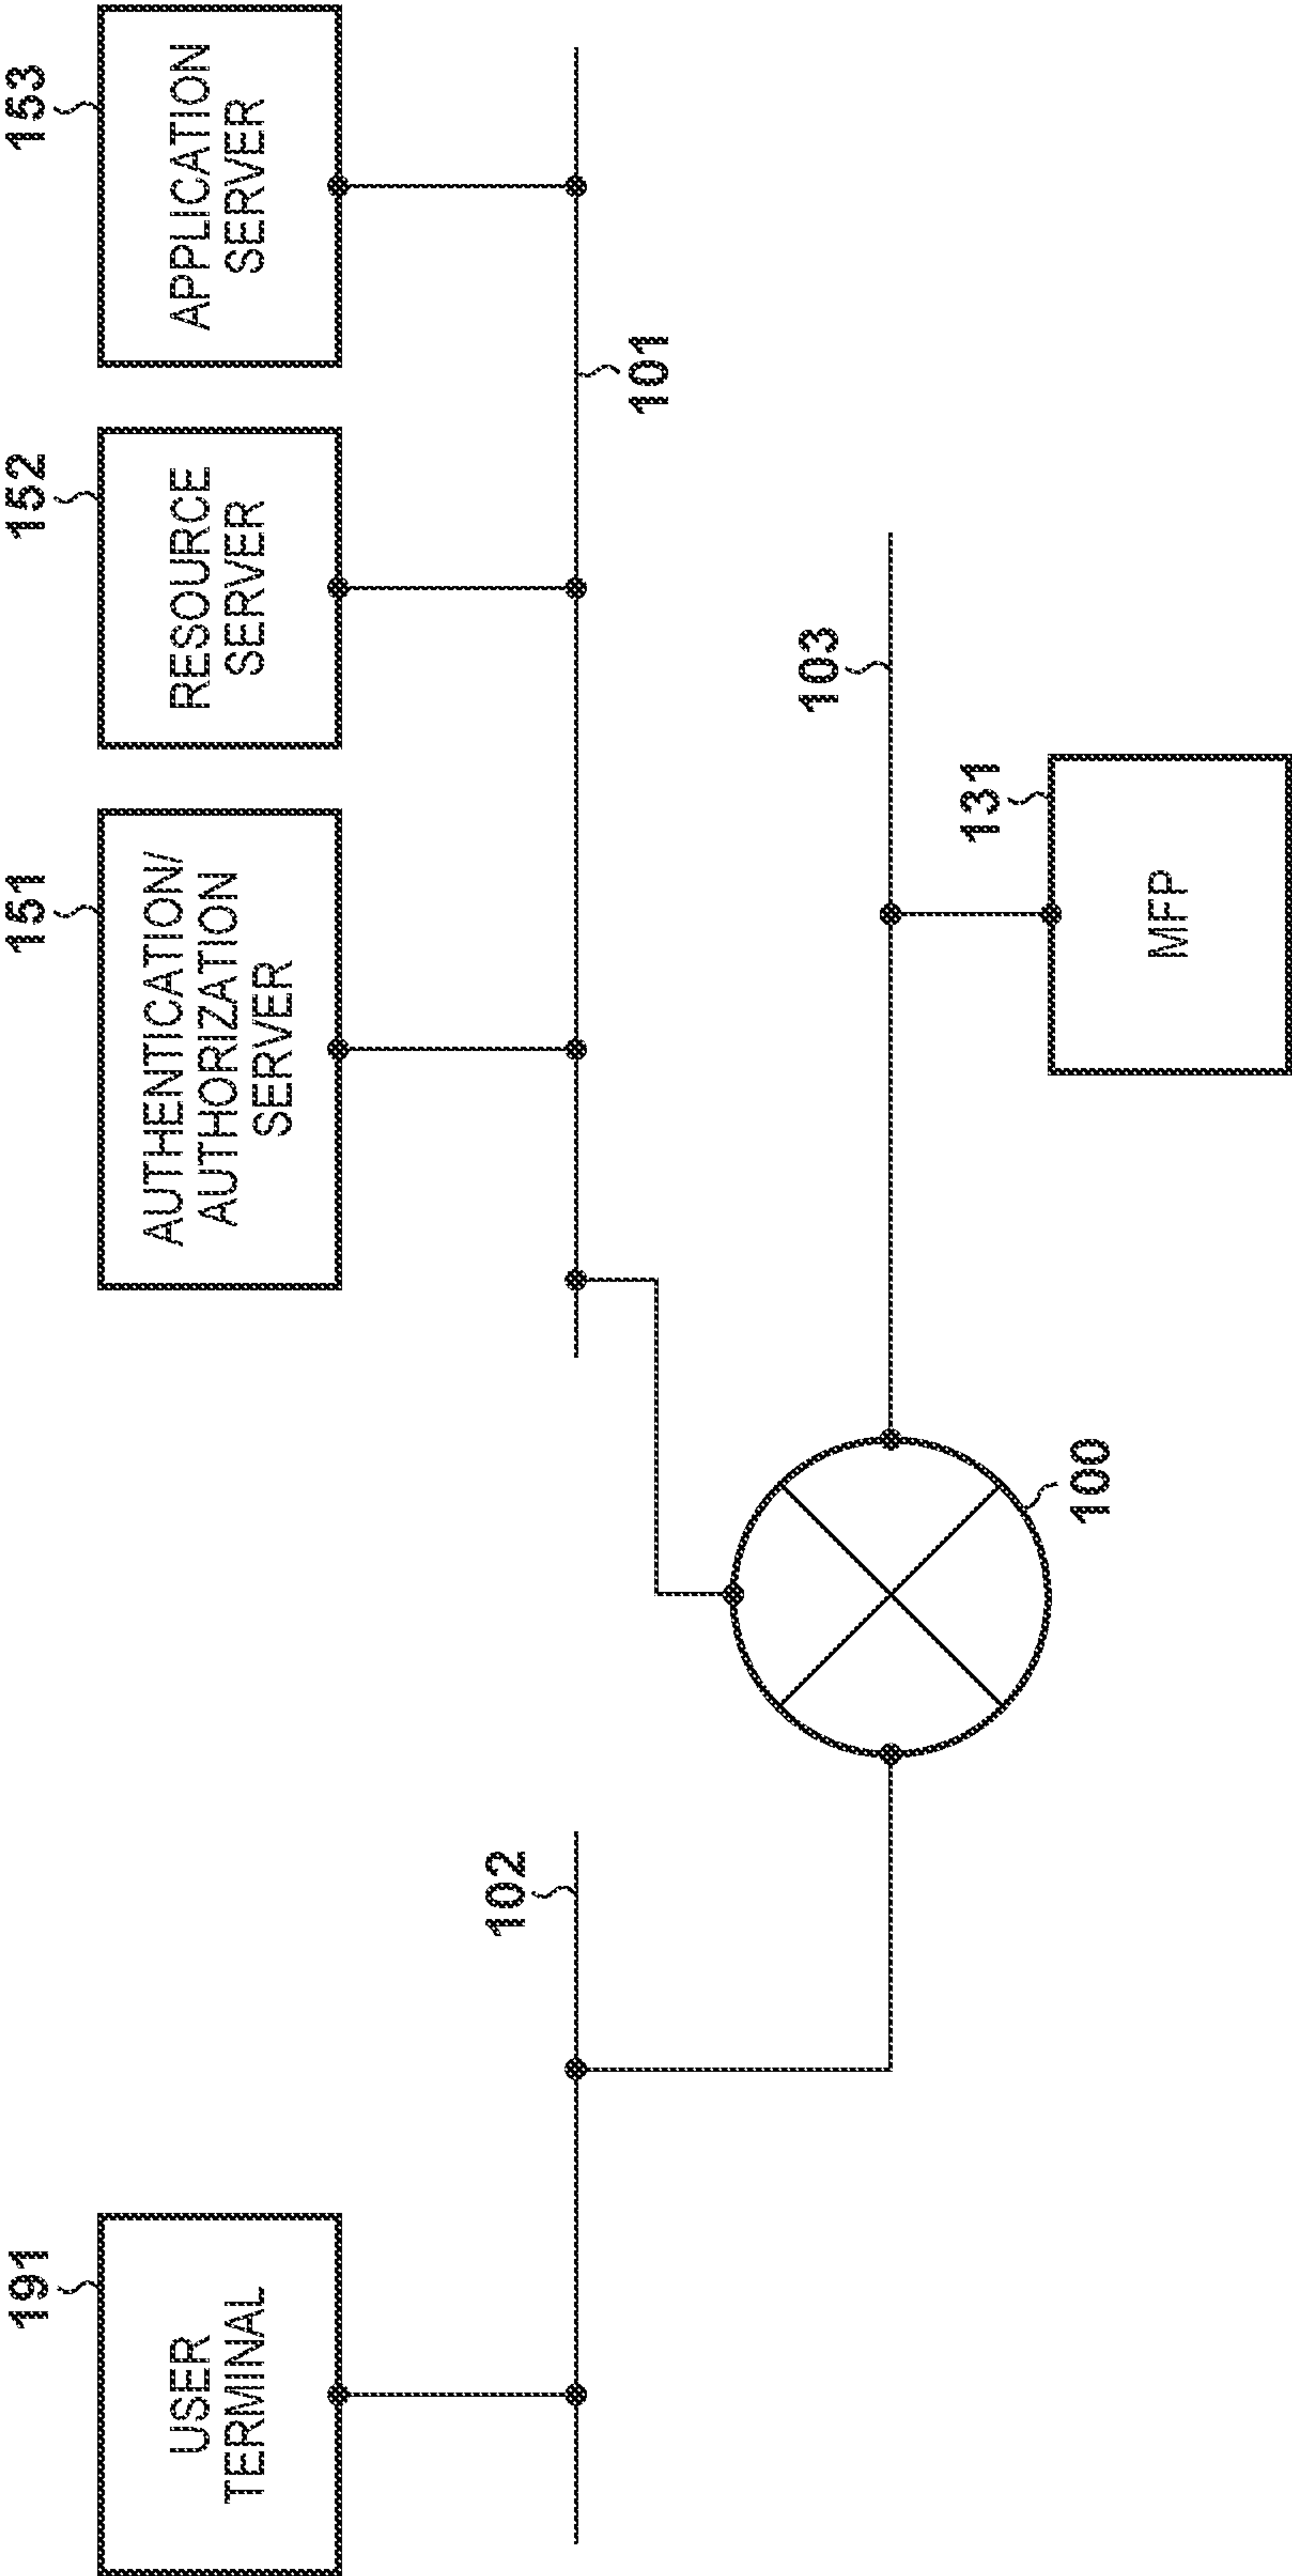 191
USER
TERMINAL
151
AUTHENTICATION/
AUTHORIZATION
SERVER
152
RESOURCE
SERVER
153
APPLICATION
SERVER
102
101
103
131
MFP
100